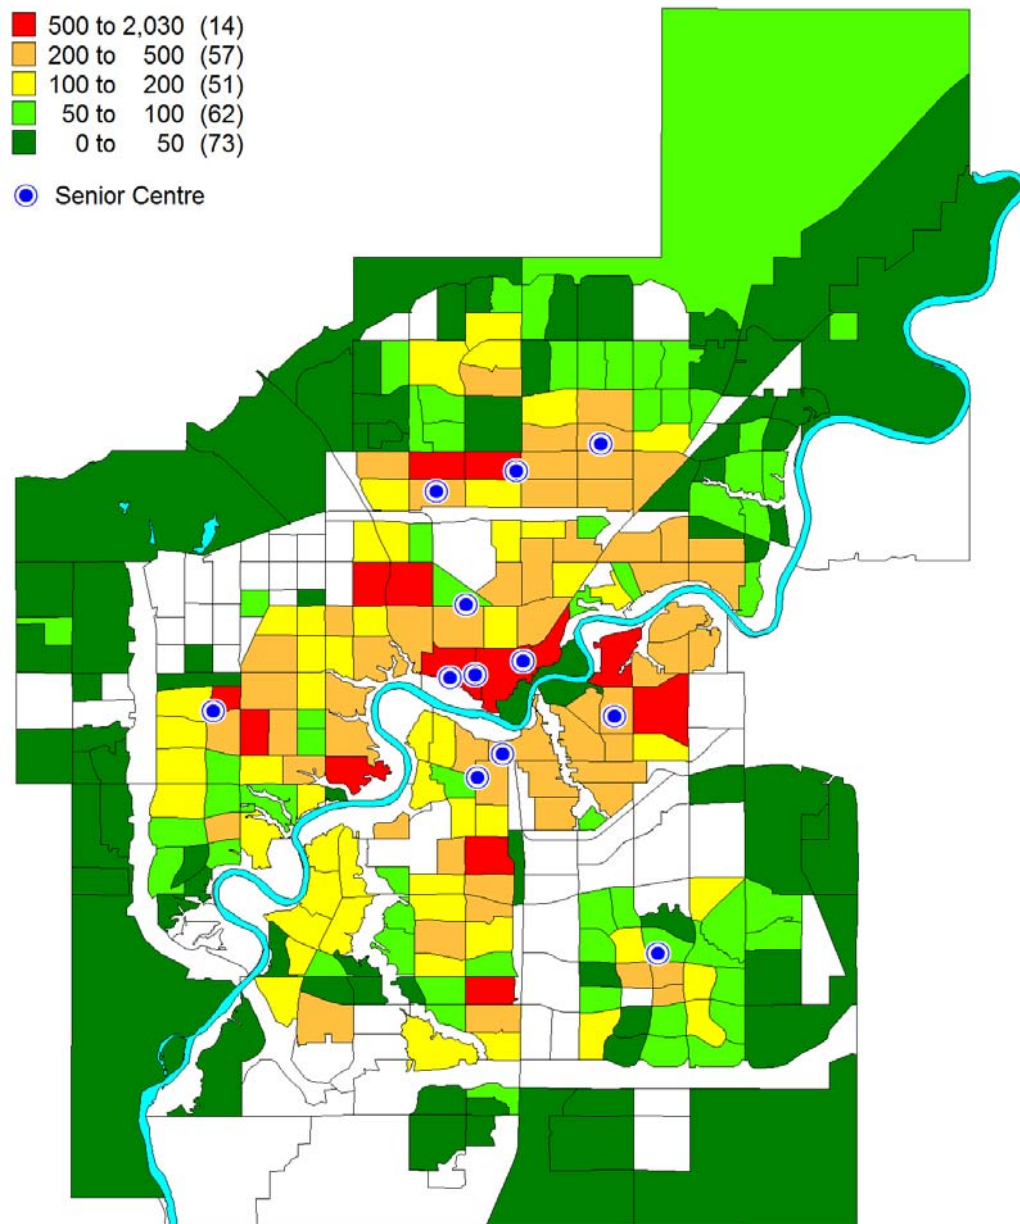 500 to 2,030 (14)
200 to 500 (57)
100 to 200 (51)
50 to 100 (62)
0 to 50 (73)
Senior Centre